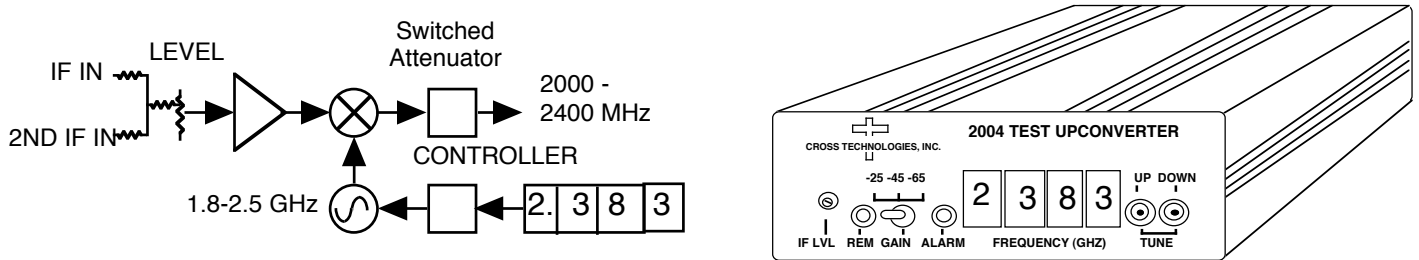 IF IN
2ND IF IN
LEVEL
Switched
Attenuator
2000 -
2400 MHz
CONTROLLER
1.8-2.5 GHz
2. 3 8 3
CROSS TECHNOLOGIES, INC.
2004 TEST UPCONVERTER
-25 -45 -65
2 3 8 3
UP DOWN
IF LVL REM GAIN ALARM FREQUENCY (GHZ) TUNE